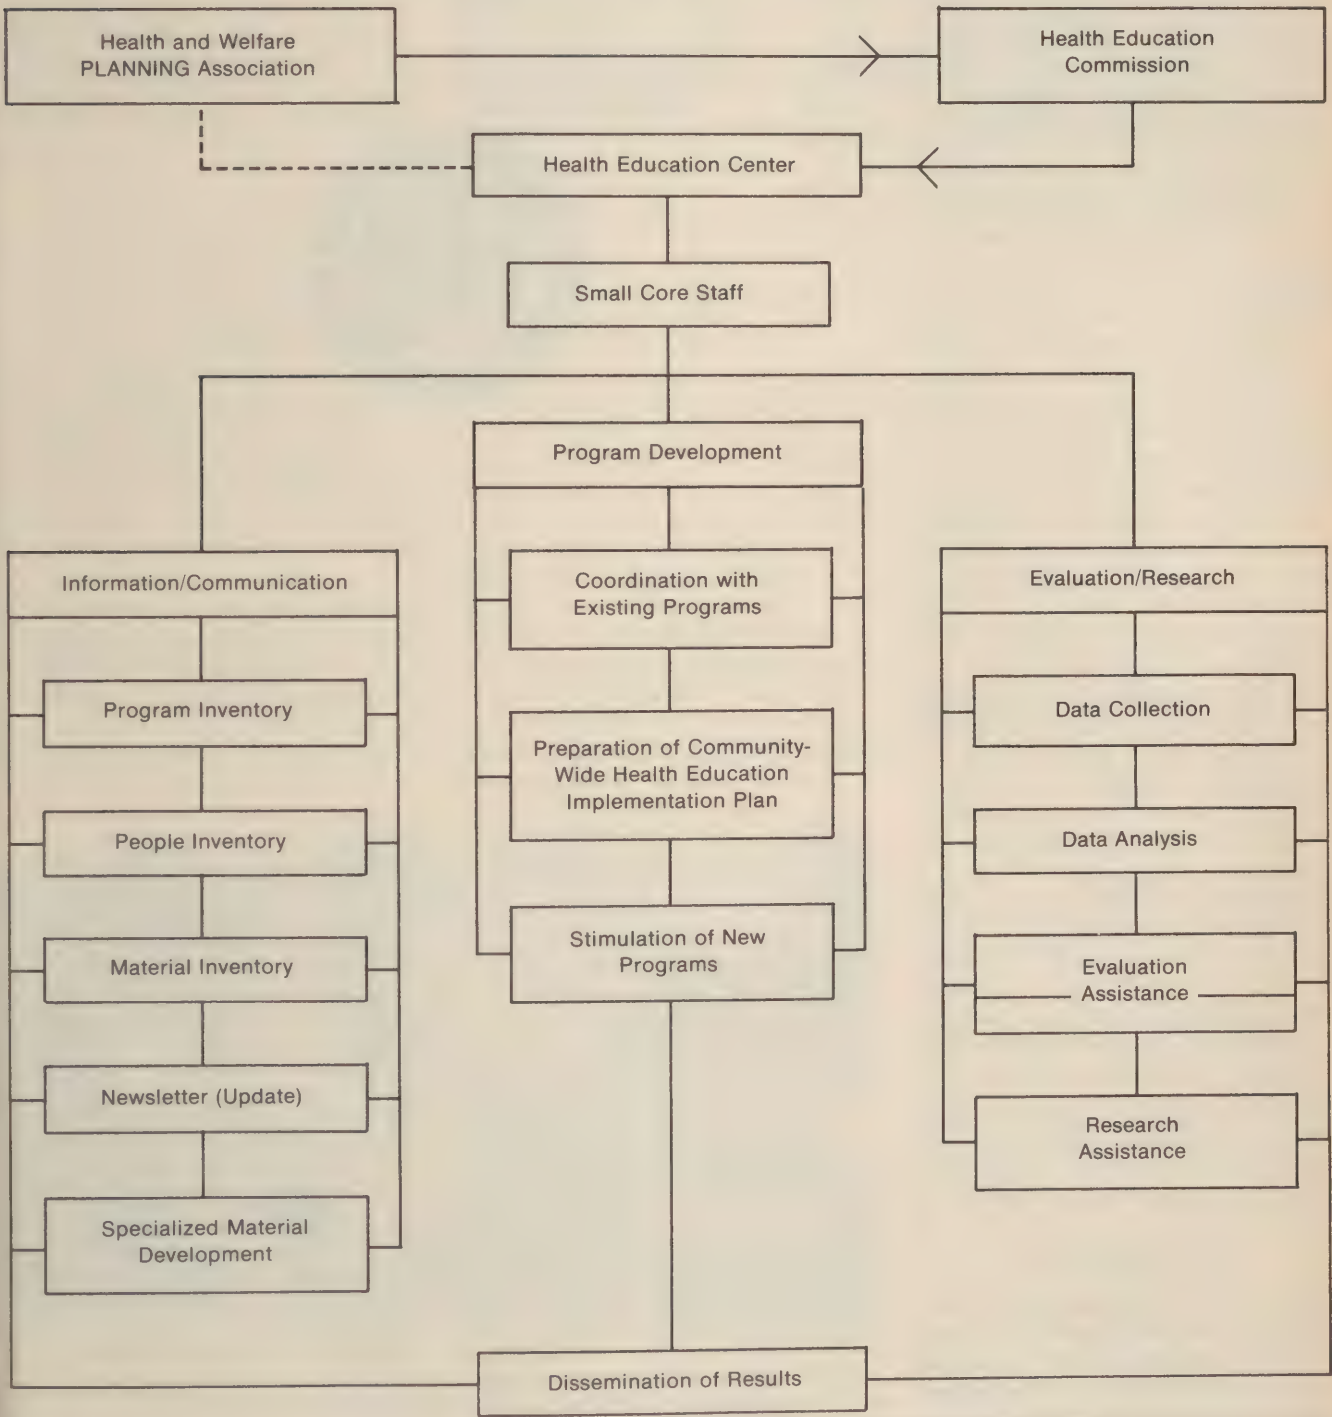 Health and Welfare
PLANNING Association
Health Education
Commission
Health Education Center
Small Core Staff
Program Development
Information/Communication
Coordination with
Existing Programs
Evaluation/Research
Program Inventory
Preparation of Community-
Wide Health Education
Implementation Plan
Data Collection
People Inventory
Data Analysis
Material Inventory
Stimulation of New
Programs
Evaluation
Assistance
Newsletter (Update)
Research
Assistance
Specialized Material
Development
Dissemination of Results